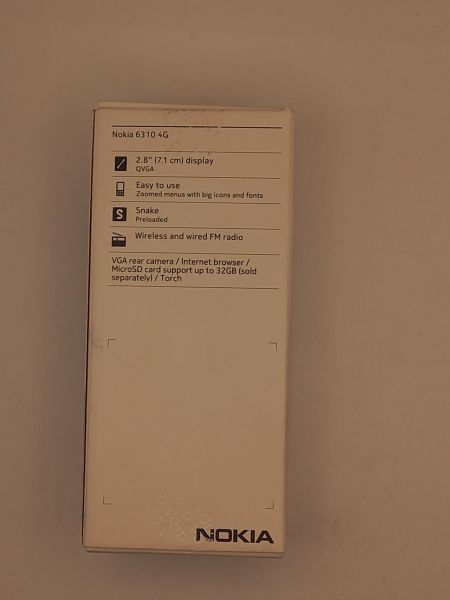 Nokia 6310 4G
2.8" (7.1 cm) display
QVGA
Easy to use
Zoomed menus with big icons and fonts
S
Snake
Preloaded
Wireless and wired FM radio
VGA rear camera / Internet browser /
MicroSD card support up to 32GB (sold
separately) / Torch
NOKIA